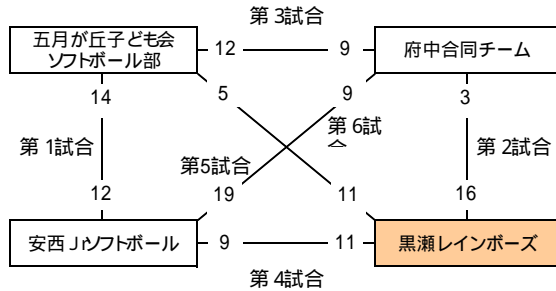 第 3試合
五月が丘子ども会
ソフトボール部
12
9
府中合同チーム
14
5
9
3
第 1試合
第5試合
第 6試
合
第 2試合
12
19
11
16
安西 Jrソフトボール
9
11
黒瀬レインボーズ
第 4試合